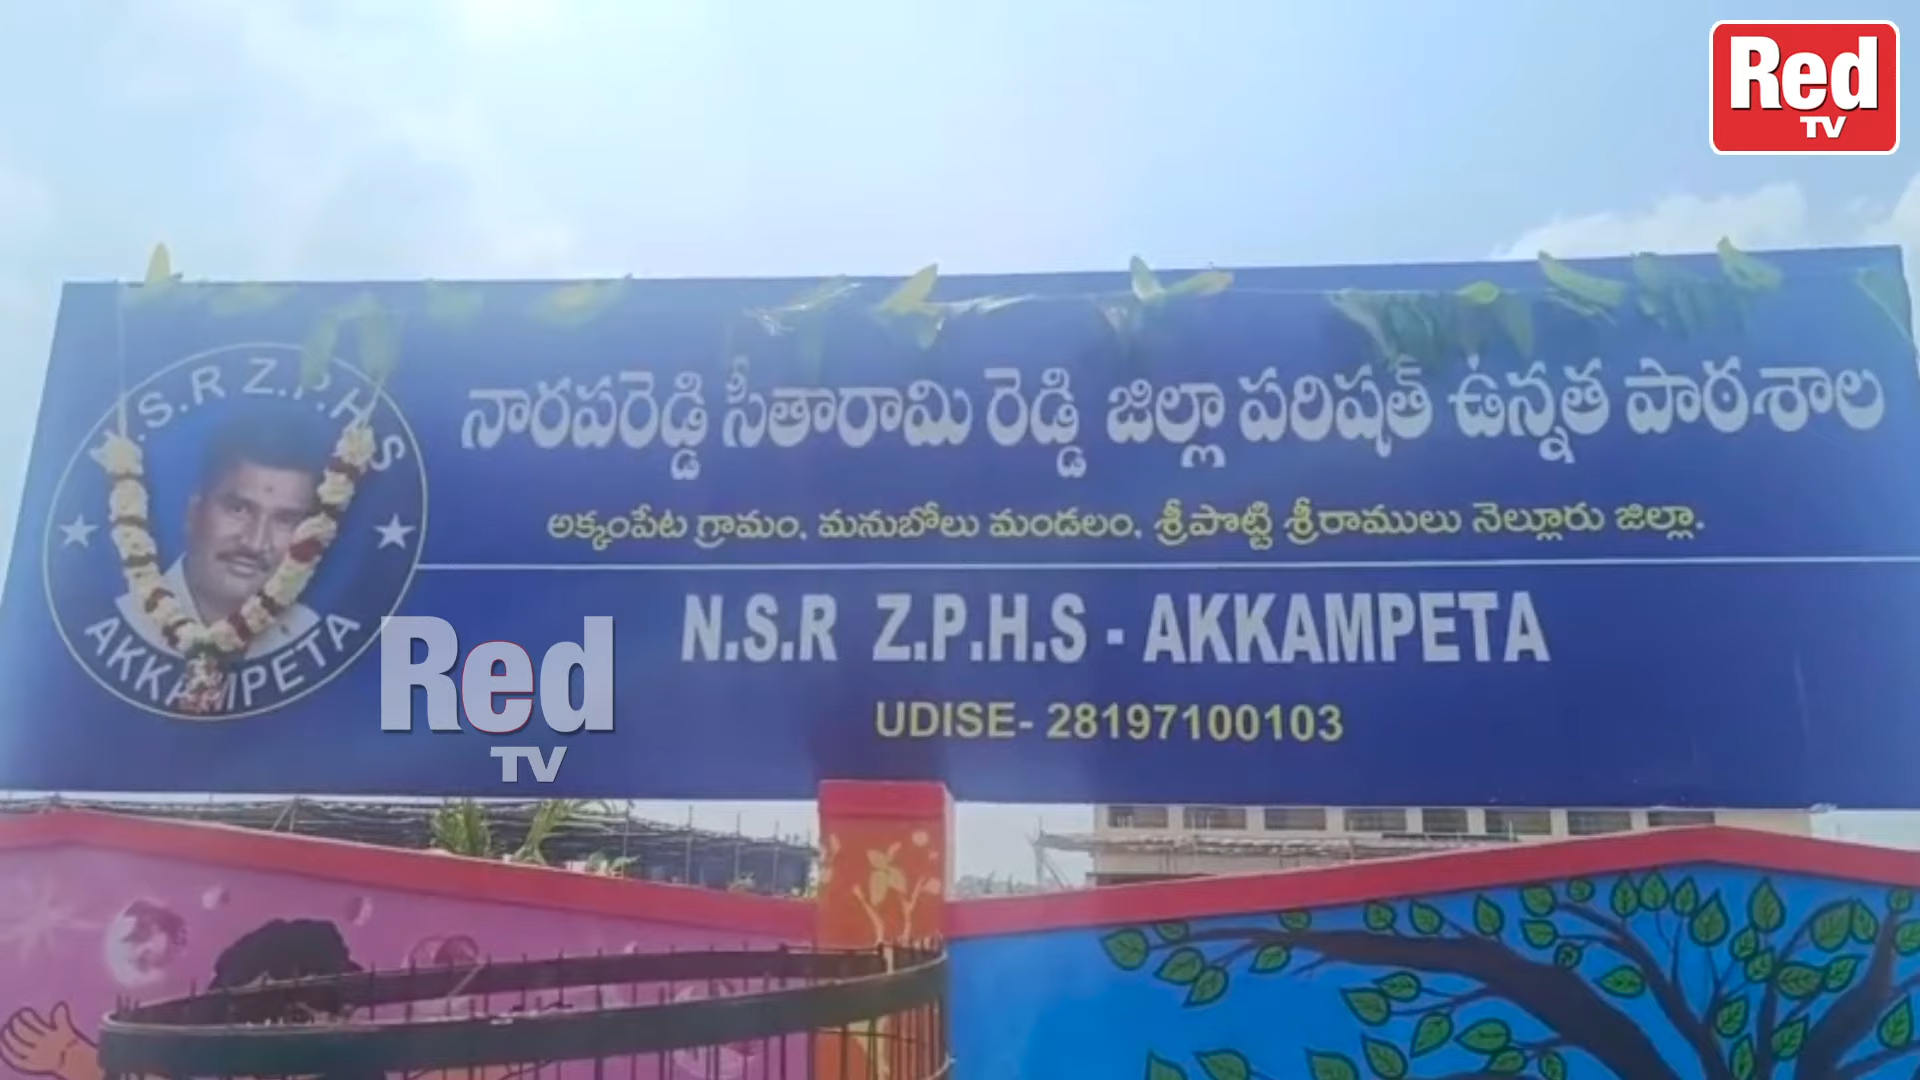 Red
TV
N.S.R Z.P.H.S
నారపరెడ్డి సీతారామి రెడ్డి జిల్లా పరిషత్ ఉన్నత పాఠశాల
అక్కంపేట గ్రామం, మనుబోలు మండలం, శ్రీపొట్టి శ్రీరాములు నెల్లూరు జిల్లా.
AKKAMPETA
N.S.R Z.P.H.S - AKKAMPETA
UDISE- 28197100103
Red
TV